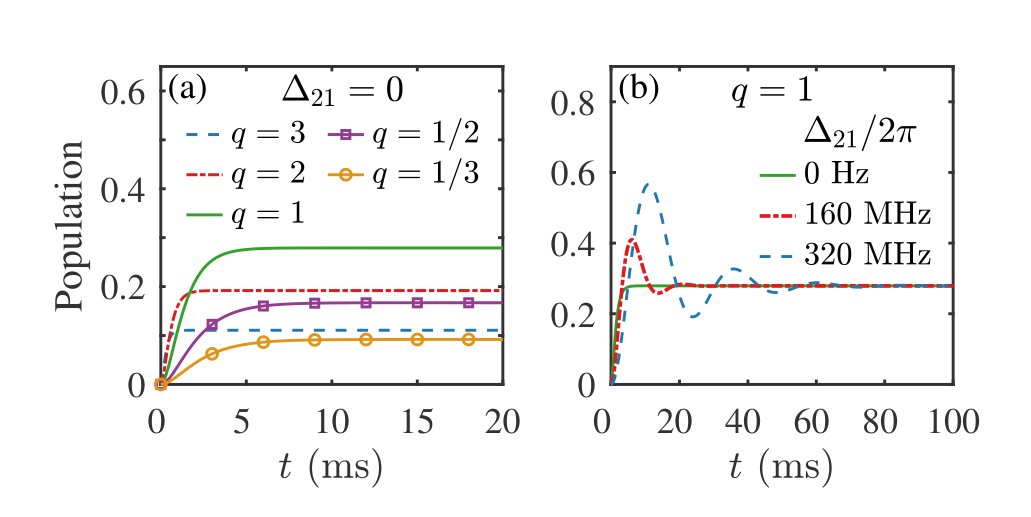 (a) Δ₂₁ = 0
q = 3 q = 1/2
q = 2 q = 1/3
q = 1
Population
0.6
0.4
0.2
0
0 5 10 15 20
t (ms)
(b) q = 1
Δ₂₁/2π
0 Hz
160 MHz
320 MHz
0.8
0.6
0.4
0.2
0
0 20 40 60 80 100
t (ms)